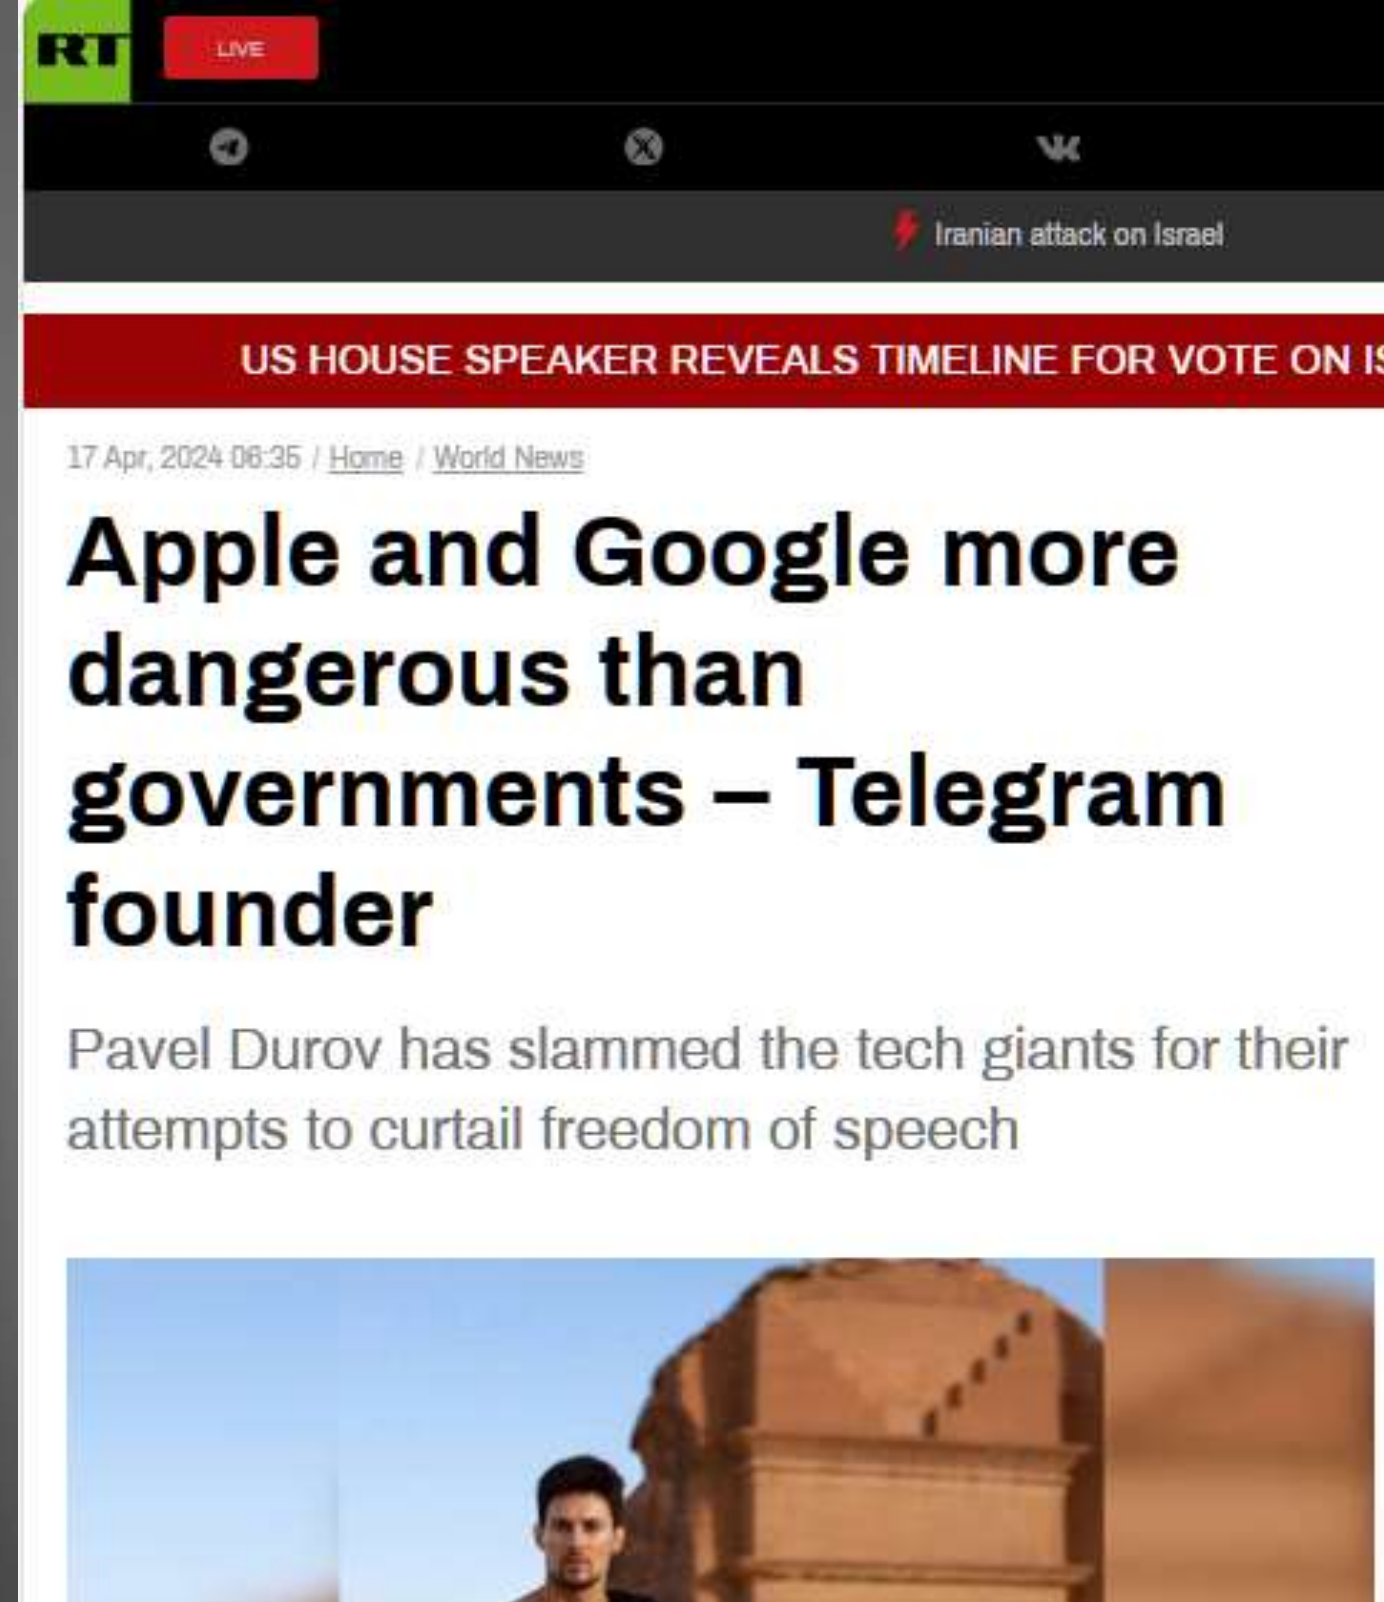 RT
LIVE
Iranian attack on Israel
US HOUSE SPEAKER REVEALS TIMELINE FOR VOTE ON IS
17 Apr, 2024 06:35 / Home / World News
Apple and Google more
dangerous than
governments – Telegram
founder
Pavel Durov has slammed the tech giants for their
attempts to curtail freedom of speech